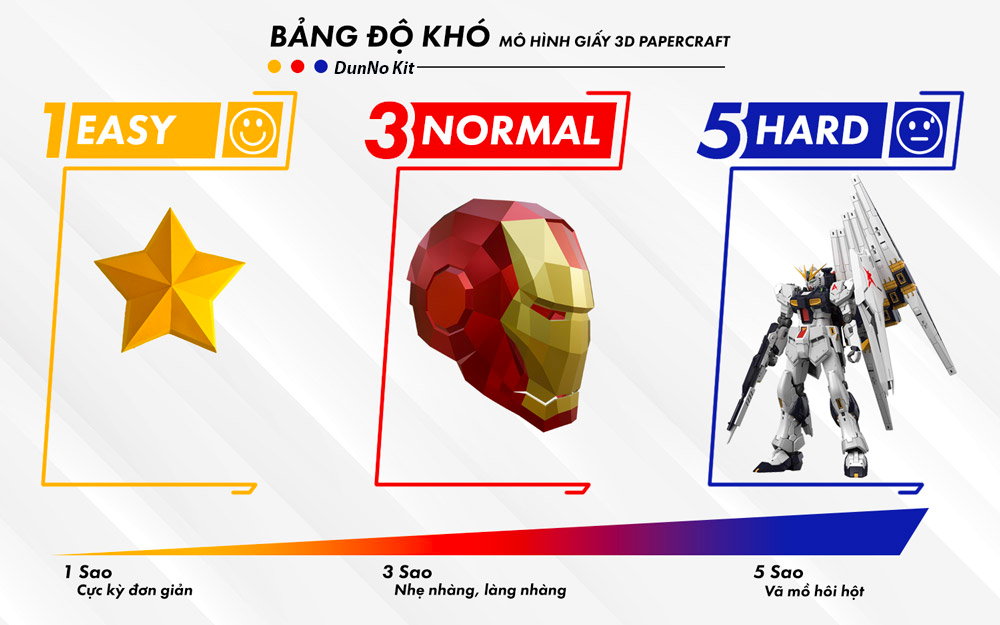 BẢNG ĐỘ KHÓ MÔ HÌNH GIẤY 3D PAPERCRAFT
DunNo Kit
1 EASY
3 NORMAL
5 HARD
1 Sao
Cực kỳ đơn giản
3 Sao
Nhẹ nhàng, làng nhàng
5 Sao
Vã mồ hôi hột